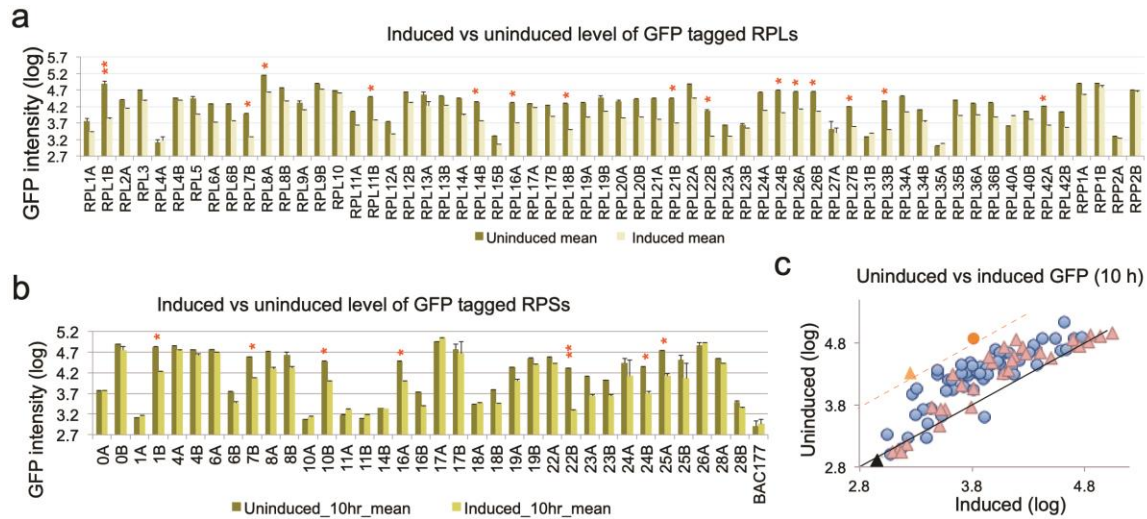 a
Induced vs uninduced level of GFP tagged RPLs
GFP intensity (log)
5.7
5.2
4.7
4.2
3.7
3.2
2.7
** * * * * * * * * * * * * * * *
RPL1A RPL1B RPL2A RPL3 RPL4A RPL4B RPL5 RPL6A RPL6B RPL7B RPL8A RPL8B RPL9A RPL9B RPL10 RPL11A RPL11B RPL12A RPL12B RPL13A RPL13B RPL14A RPL14B RPL15B RPL16A RPL17A RPL17B RPL18B RPL19A RPL19B RPL20A RPL20B RPL21A RPL21B RPL22A RPL22B RPL23A RPL23B RPL24A RPL24B RPL26A RPL26B RPL27A RPL27B RPL31B RPL33B RPL34A RPL34B RPL35A RPL35B RPL36A RPL36B RPL40A RPL40B RPL42A RPL42B RPP1A RPP1B RPP2A RPP2B
Uninduced mean Induced mean
b
Induced vs uninduced level of GFP tagged RPSs
GFP intensity (log)
5.2
4.7
4.2
3.7
3.2
2.7
* * * * ** * *
0A 0B 1A 1B 4A 4B 6A 6B 7B 8A 8B 10A 10B 11A 11B 14B 16A 16B 17A 17B 18A 18B 19A 19B 22A 22B 23A 23B 24A 24B 25A 25B 26A 28A 28B BAC177
Uninduced_10hr_mean Induced_10hr_mean
c
Uninduced vs induced GFP (10 h)
Uninduced (log)
4.8
3.8
2.8
2.8 3.8 4.8
Induced (log)